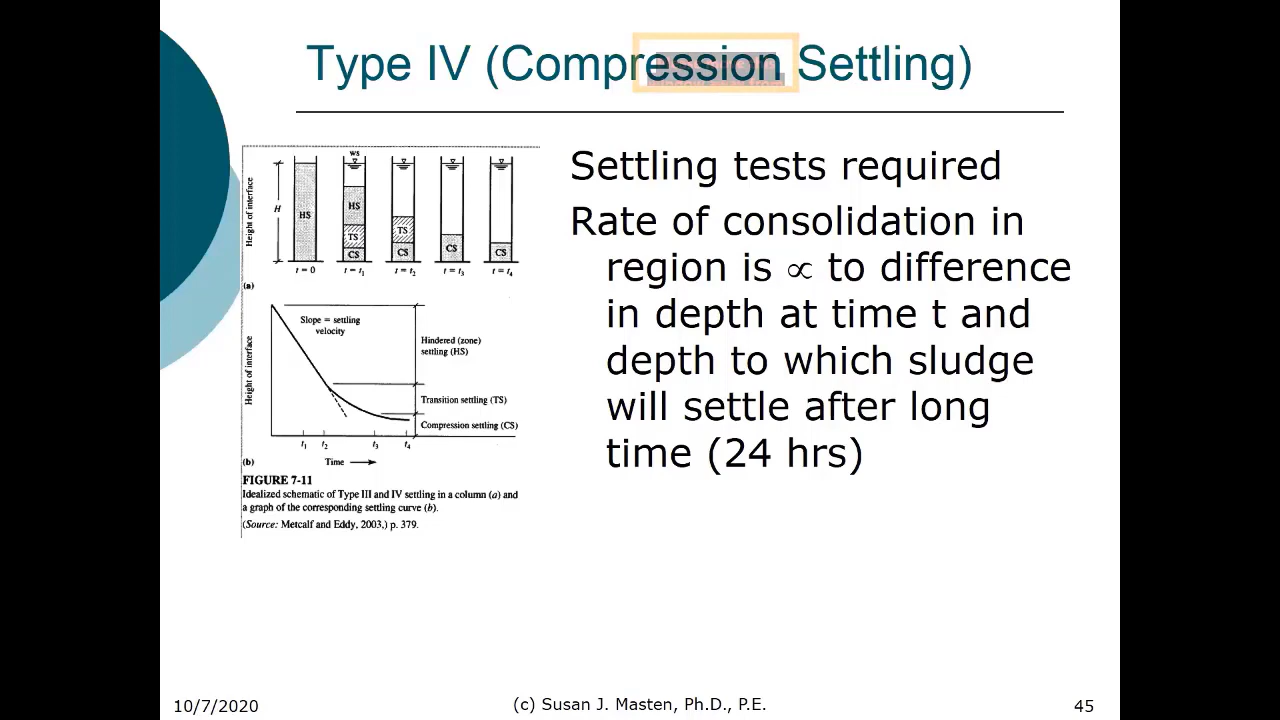 Type IV (Compression Settling)
Settling tests required
Rate of consolidation in
region is ∝ to difference
in depth at time t and
depth to which sludge
will settle after long
time (24 hrs)
Height of interface
H
HS
ws
HS
TS
CS
TS
CS
CS
CS
t = 0
t = t₁
t = t₂
t = t₃
t = t₄
(a)
Height of interface
Slope = settling
velocity
Hindered (zone)
settling (HS)
Transition settling (TS)
Compression settling (CS)
t₁
t₂
t₃
t₄
(b)
Time
FIGURE 7-11
Idealized schematic of Type III and IV settling in a column (a) and
a graph of the corresponding settling curve (b).
(Source: Metcalf and Eddy, 2003,) p. 379.
10/7/2020
(c) Susan J. Masten, Ph.D., P.E.
45